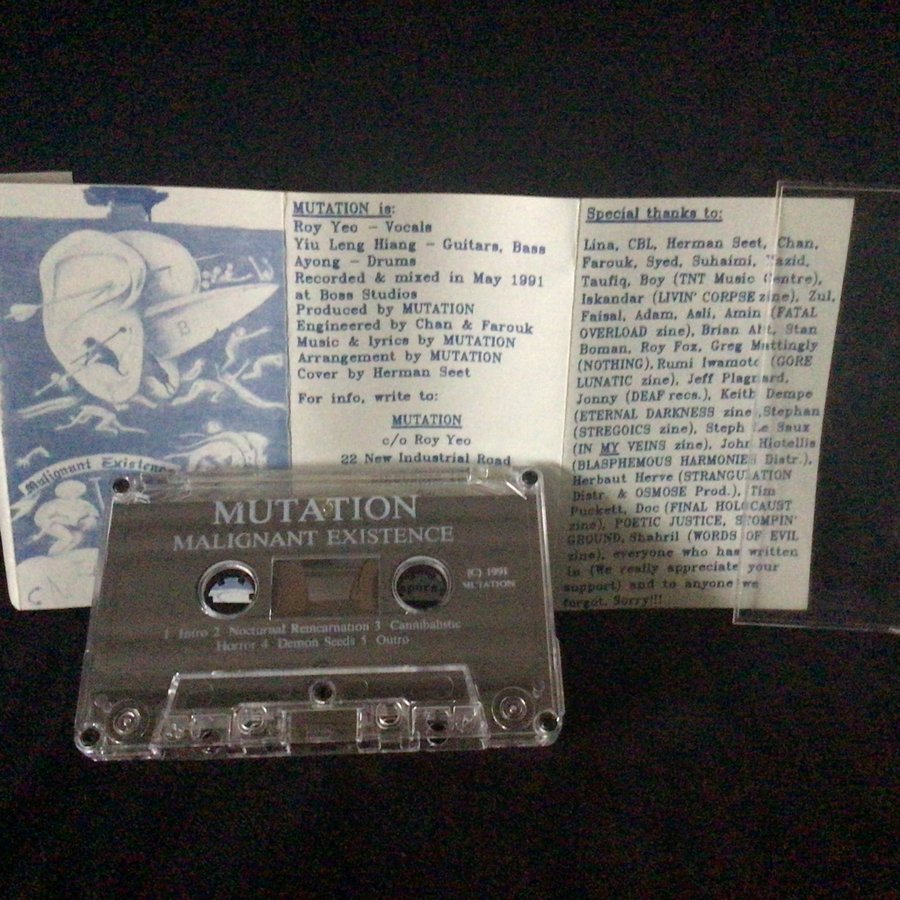 Malignant Existence
B
MUTATION is:
Roy Yeo – Vocals
Yiu Leng Hiang – Guitars, Bass
Ayong – Drums
Recorded & mixed in May 1991
at Boss Studios
Produced by MUTATION
Engineered by Chan & Farouk
Music & lyrics by MUTATION
Arrangement by MUTATION
Cover by Herman Seet
For info, write to:
MUTATION
c/o Roy Yeo
22 New Industrial Road
Special thanks to:
Lina, CBL, Herman Seet, Chan,
Farouk, Syed, Suhaimi,
Taufiq, Boy (TNT Music Centre),
Iskandar (LIVIN' CORPSE zine), Zul,
Faisal, Adam, Asli, Amin (FATAL
OVERLOAD zine), Brian Stan
Boman, Roy Fox, Greg Mattingly
(NOTHING), Rumi Iwamoto (GORE
LUNATIC zine), Jeff Plagnard,
Jonny (DEAF recs.), Keith Dempe
(ETERNAL DARKNESS zine, Stephan
(STREGOICS zine), Steph Le Saux
(IN MY VEINS zine), John Hiotellis
(BLASPHEMOUS HARMONIES Distr.),
Herbaut Herve (STRANGULATION
Distr. & OSMOSE Prod.), Tim
Puckett, Doc (FINAL HOLOCAUST
zine), POETIC JUSTICE, STOMPIN'
GROUND, Shahril (WORDS OF EVIL
zine), everyone who has written
in (We really appreciate your
support) and to anyone we
forgot. Sorry!!!
MUTATION
MALIGNANT EXISTENCE
(C) 1991
MUTATION
1 Intro 2 Nocturnal Reincarnation 3 Cannibalistic
Horror 4 Demon Seeds 5 Outro